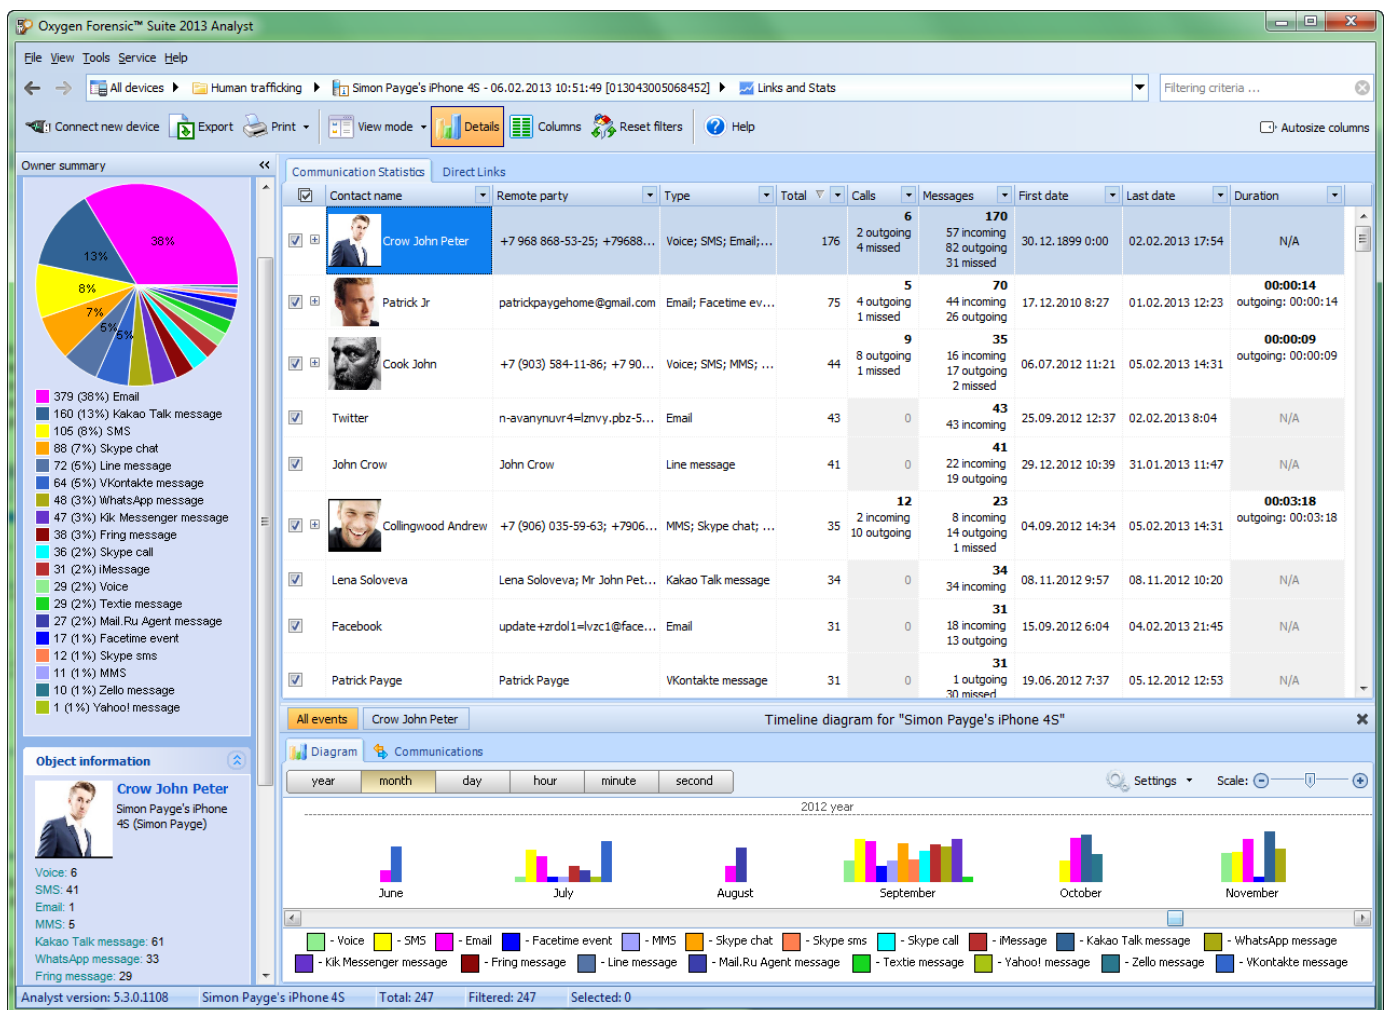 Oxygen Forensic™ Suite 2013 Analyst
File View Tools Service Help
All devices Human trafficking Simon Payge's iPhone 4S - 06.02.2013 10:51:49 [013043005068452] Links and Stats
Filtering criteria ...
Connect new device Export Print View mode Details Columns Reset filters Help Autosize columns
Owner summary
38%
13%
8%
7%
5%
5%
379 (38%) Email
160 (13%) Kakao Talk message
105 (8%) SMS
88 (7%) Skype chat
72 (5%) Line message
64 (5%) VKontakte message
48 (3%) WhatsApp message
47 (3%) Kik Messenger message
38 (3%) Fring message
36 (2%) Skype call
31 (2%) iMessage
29 (2%) Voice
29 (2%) Textie message
27 (2%) Mail.Ru Agent message
17 (1%) Facetime event
12 (1%) Skype sms
11 (1%) MMS
10 (1%) Zello message
1 (1%) Yahoo! message
Object information
Crow John Peter
Simon Payge's iPhone
4S (Simon Payge)
Voice: 6
SMS: 41
Email: 1
MMS: 5
Kakao Talk message: 61
WhatsApp message: 33
Fring message: 29
Communication Statistics Direct Links
Contact name Remote party Type Total Calls Messages First date Last date Duration
6 170
2 outgoing 57 incoming
Crow John Peter +7 968 868-53-25; +79688... Voice; SMS; Email;... 176 4 missed 82 outgoing 30.12.1899 0:00 02.02.2013 17:54 N/A
31 missed
5 70 00:00:14
Patrick Jr patrickpaygehome@gmail.com Email; Facetime ev... 75 4 outgoing 44 incoming 17.12.2010 8:27 01.02.2013 12:23 outgoing: 00:00:14
1 missed 26 outgoing
9 35 00:00:09
8 outgoing 16 incoming outgoing: 00:00:09
Cook John +7 (903) 584-11-86; +7 90... Voice; SMS; MMS; ... 44 1 missed 17 outgoing 06.07.2012 11:21 05.02.2013 14:31
2 missed
43
Twitter n-avanynuvr4=lznvy.pbz-5... Email 43 0 43 incoming 25.09.2012 12:37 02.02.2013 8:04 N/A
41
John Crow John Crow Line message 41 0 22 incoming 29.12.2012 10:39 31.01.2013 11:47 N/A
19 outgoing
12 23 00:03:18
2 incoming 8 incoming outgoing: 00:03:18
Collingwood Andrew +7 (906) 035-59-63; +7906... MMS; Skype chat; ... 35 10 outgoing 14 outgoing 04.09.2012 14:34 05.02.2013 14:31
1 missed
34
Lena Soloveva Lena Soloveva; Mr John Pet... Kakao Talk message 34 0 34 incoming 08.11.2012 9:57 08.11.2012 10:20 N/A
31
Facebook update+zrdol1=lvzc1@face... Email 31 0 18 incoming 15.09.2012 6:04 04.02.2013 21:45 N/A
13 outgoing
31
Patrick Payge Patrick Payge VKontakte message 31 0 1 outgoing 19.06.2012 7:37 05.12.2012 12:53 N/A
30 missed
All events Crow John Peter Timeline diagram for "Simon Payge's iPhone 4S"
Diagram Communications
year month day hour minute second Settings Scale:
2012 year
June July August September October November
- Voice - SMS - Email - Facetime event - MMS - Skype chat - Skype sms - Skype call - iMessage - Kakao Talk message - WhatsApp message
- Kik Messenger message - Fring message - Line message - Mail.Ru Agent message - Textie message - Yahoo! message - Zello message - VKontakte message
Analyst version: 5.3.0.1108 Simon Payge's iPhone 4S Total: 247 Filtered: 247 Selected: 0